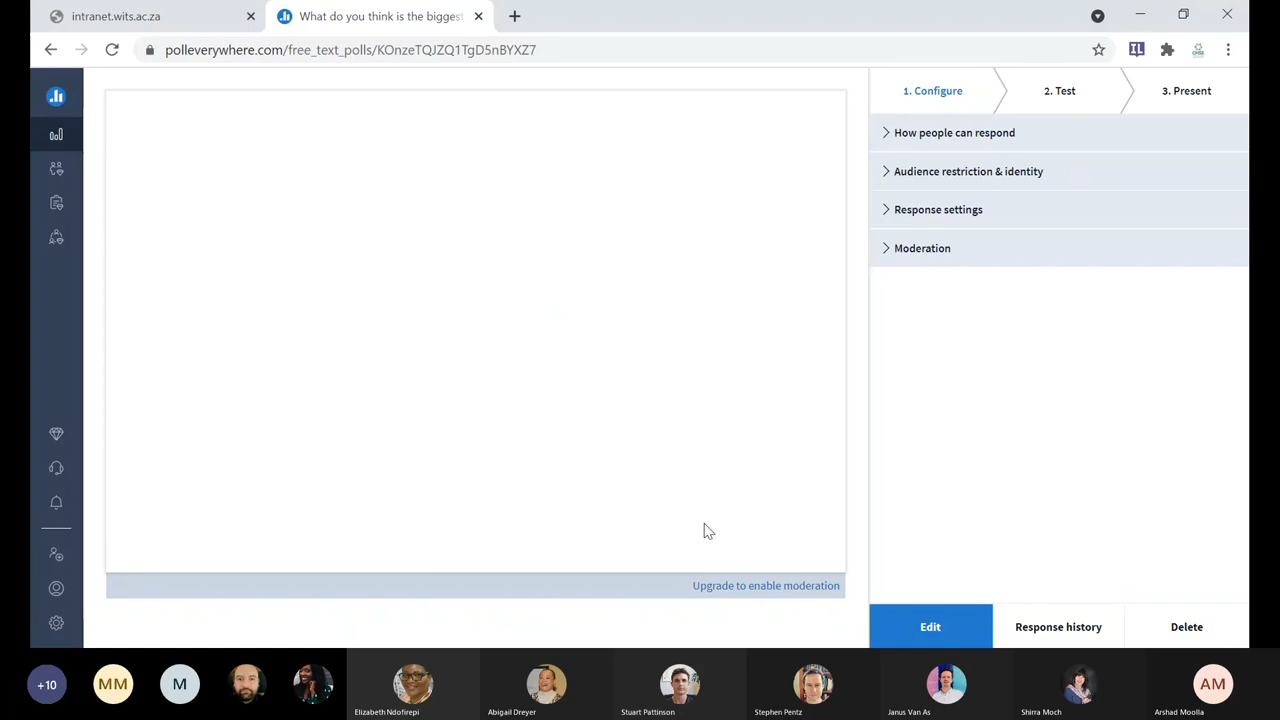 intranet.wits.ac.za
What do you think is the biggest
polleverywhere.com/free_text_polls/KOnzeTQJZQ1TgD5nBYXZ7
IL
1. Configure
2. Test
3. Present
How people can respond
Audience restriction & identity
Response settings
Moderation
Upgrade to enable moderation
Edit
Response history
Delete
+10
MM
M
AM
Elizabeth Ndofirepi
Abigail Dreyer
Stuart Pattinson
Stephen Pentz
Janus Van As
Shirra Moch
Arshad Moolla